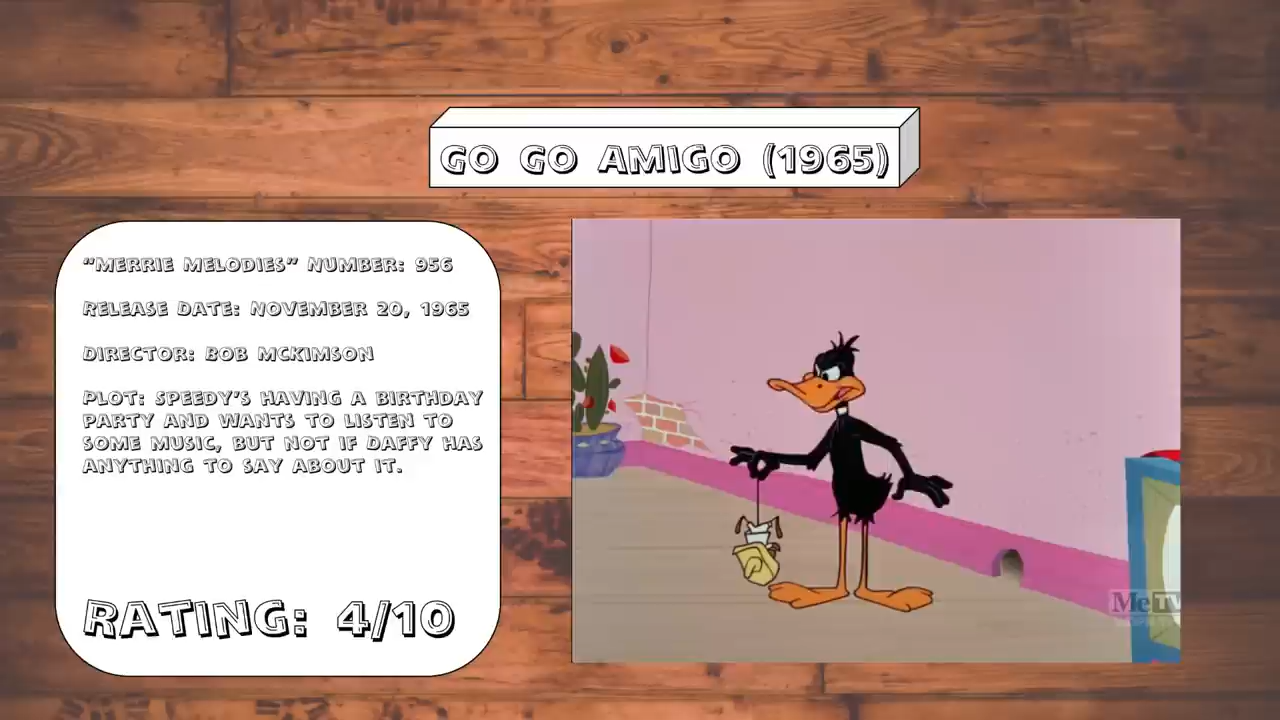 GO GO AMIGO (1965)
"MERRIE MELODIES" NUMBER: 956
RELEASE DATE: NOVEMBER 20, 1965
DIRECTOR: BOB MCKIMSON
PLOT: SPEEDY'S HAVING A BIRTHDAY
PARTY AND WANTS TO LISTEN TO
SOME MUSIC, BUT NOT IF DAFFY HAS
ANYTHING TO SAY ABOUT IT.
RATING: 4/10
MeTV